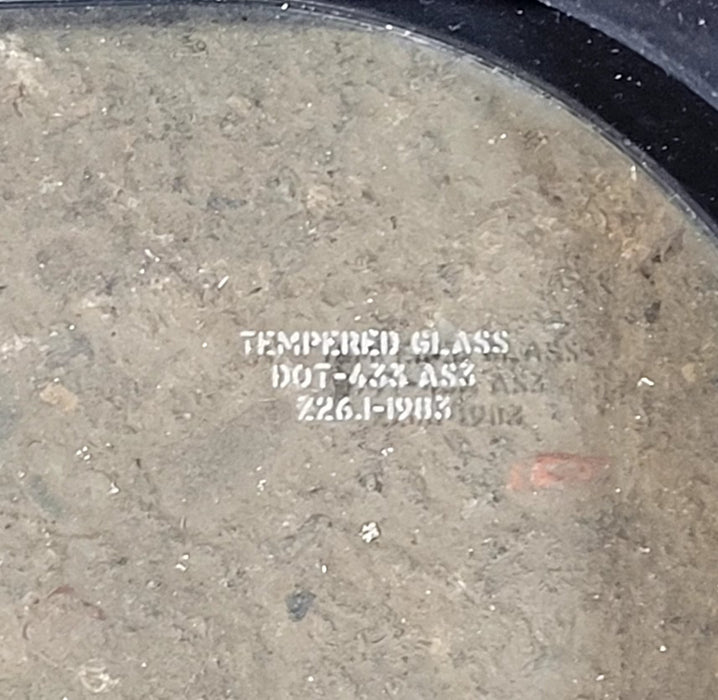 TEMPERED GLASS
DOT-433 AS3
Z26.1-1983